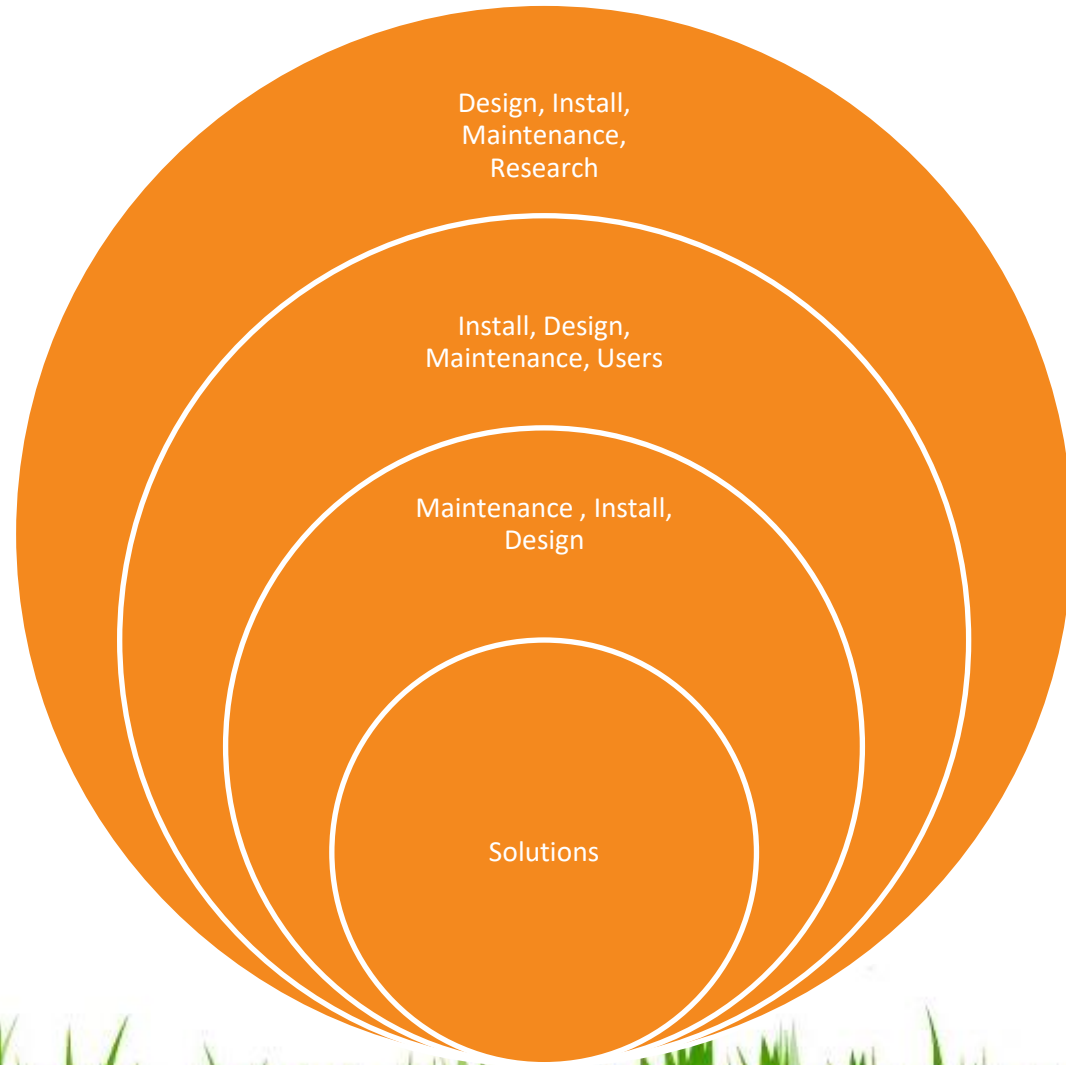 Design, Install,
Maintenance,
Research
Install, Design,
Maintenance, Users
Maintenance , Install,
Design
Solutions